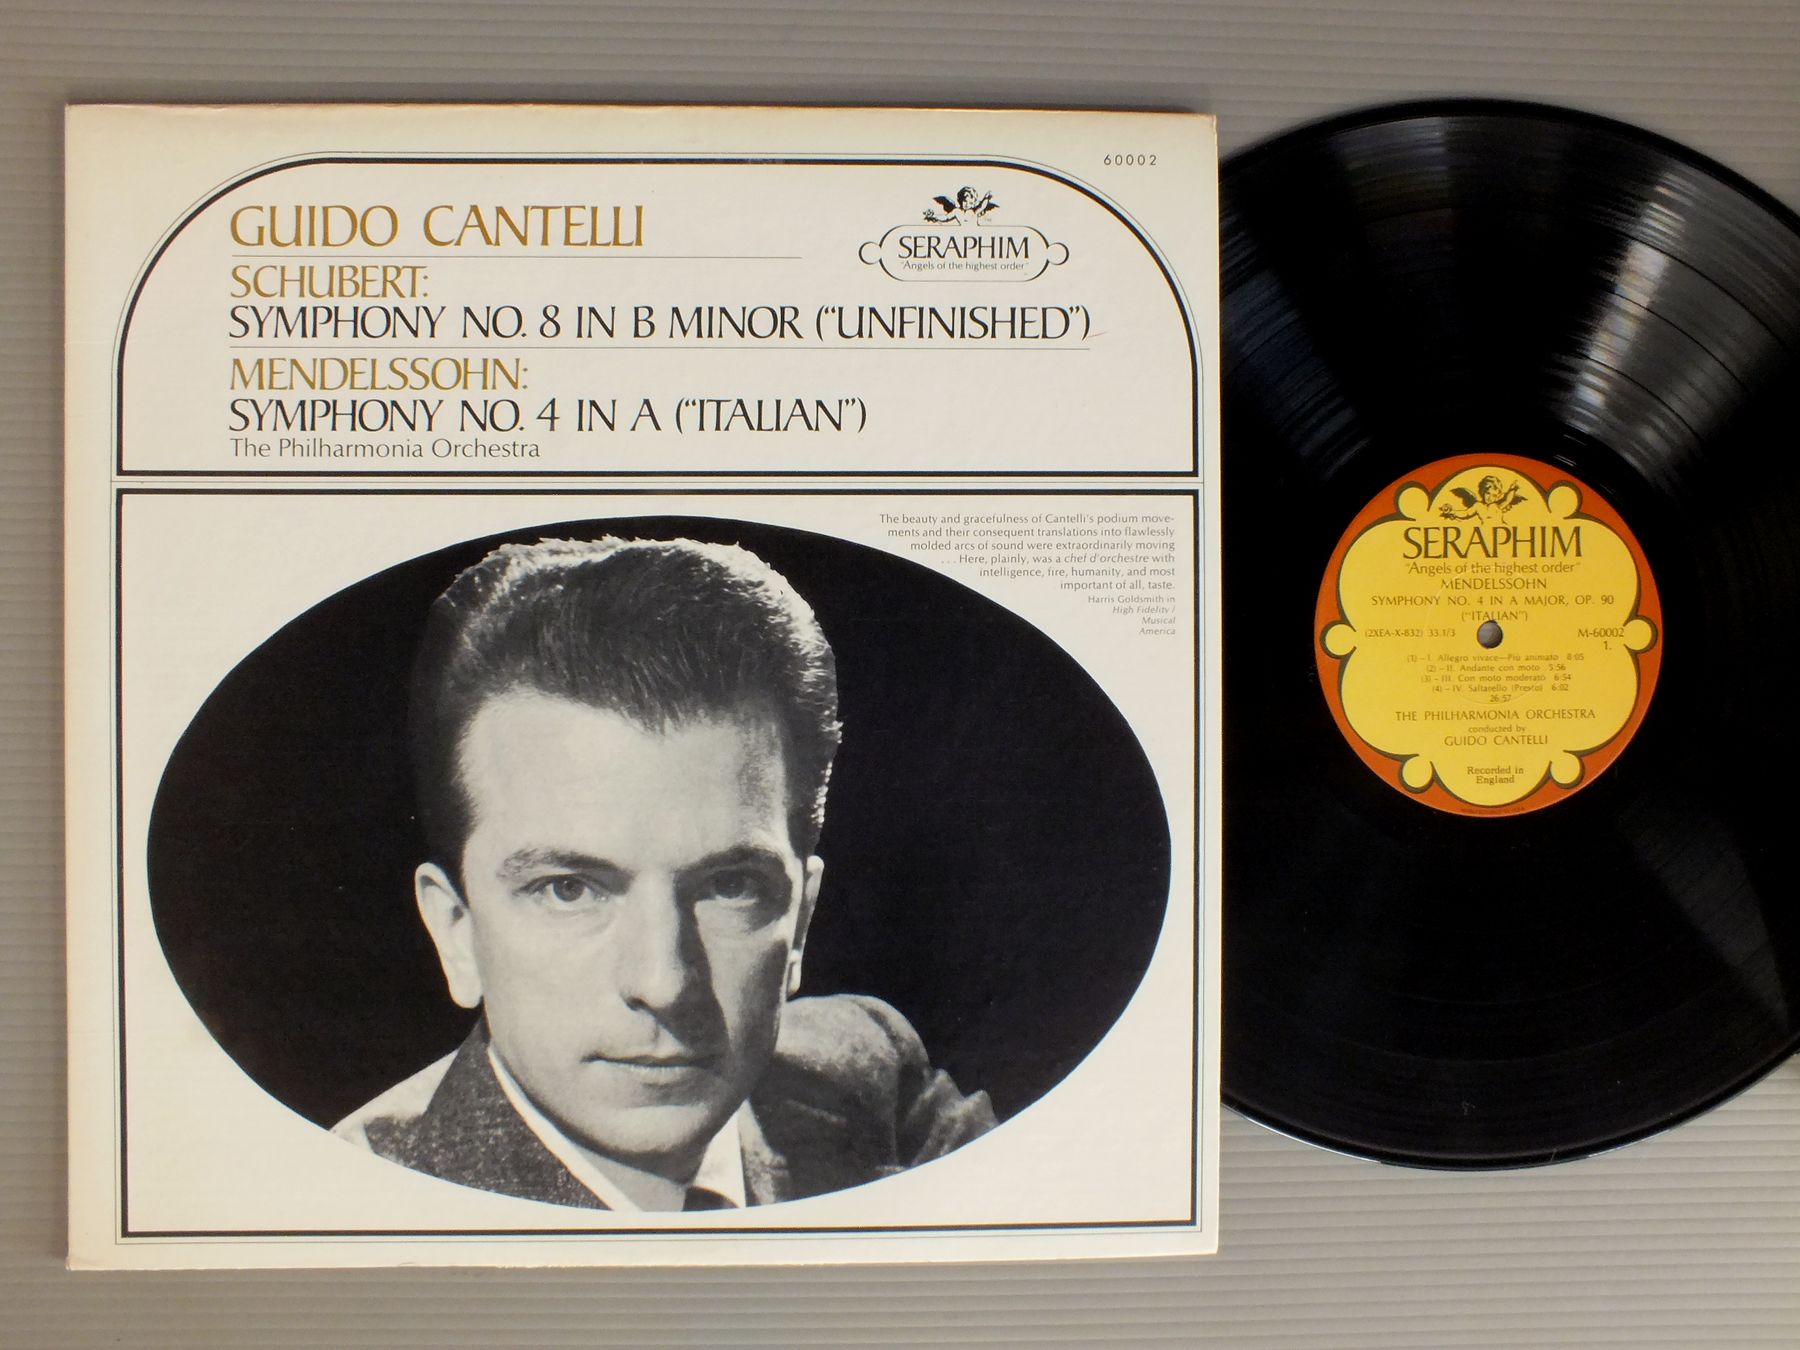 60002
GUIDO CANTELLI
SERAPHIM
"Angels of the highest order"
SCHUBERT:
SYMPHONY NO. 8 IN B MINOR ("UNFINISHED")
MENDELSSOHN:
SYMPHONY NO. 4 IN A ("ITALIAN")
The Philharmonia Orchestra
The beauty and gracefulness of Cantelli's podium move-
ments and their consequent translations into flawlessly
molded arcs of sound were extraordinarily moving
... Here, plainly, was a chef d'orchestre with
intelligence, fire, humanity, and most
important of all, taste.
Harris Goldsmith in
High Fidelity /
Musical
America
SERAPHIM
"Angels of the highest order"
MENDELSSOHN
SYMPHONY NO. 4 IN A MAJOR, OP. 90
("ITALIAN")
(2XEA-X-832) 33.1/3 M-60002
1.
(1) – I. Allegro vivace—Più animato 8:05
(2) – II. Andante con moto 5:56
(3) - III. Con moto moderato 6:54
(4) – IV. Saltarello (Presto) 6:02
26:57
THE PHILHARMONIA ORCHESTRA
conducted by
GUIDO CANTELLI
Recorded in
England